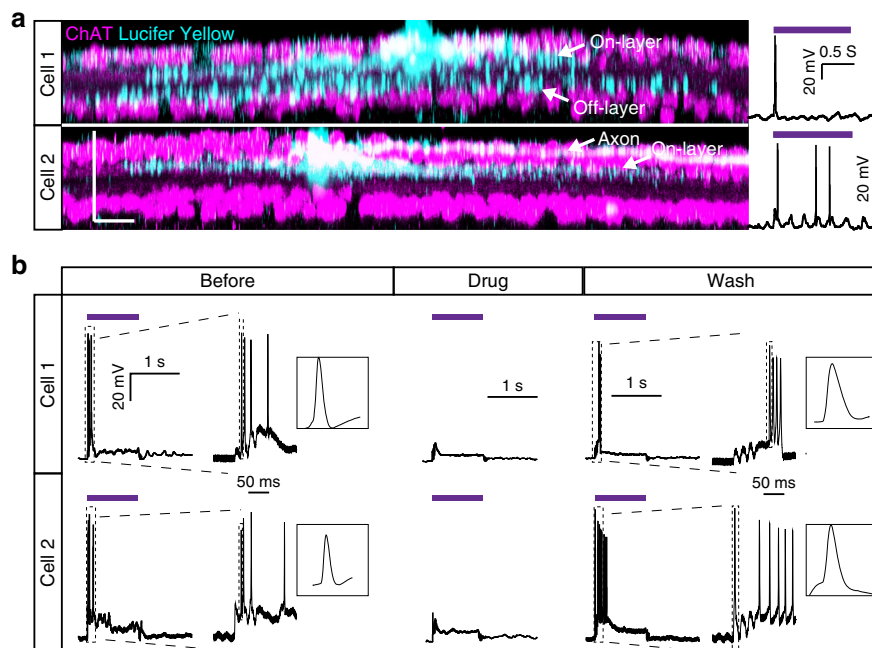 a
ChAT Lucifer Yellow
Cell 1
On-layer
Off-layer
20 mV
0.5 S
Cell 2
Axon
On-layer
20 mV
b
Before
Drug
Wash
Cell 1
20 mV
1 s
1 s
1 s
50 ms
50 ms
Cell 2